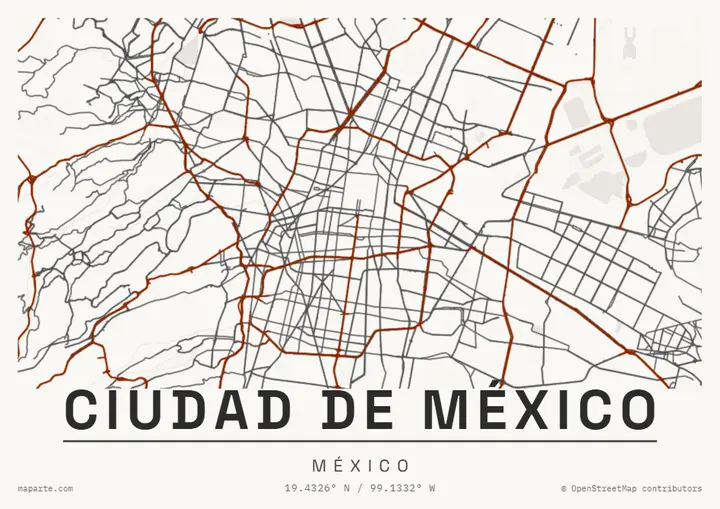 CIUDAD DE MÉXICO
MÉXICO
maparte.com
19.4326° N / 99.1332° W
© OpenStreetMap contributors